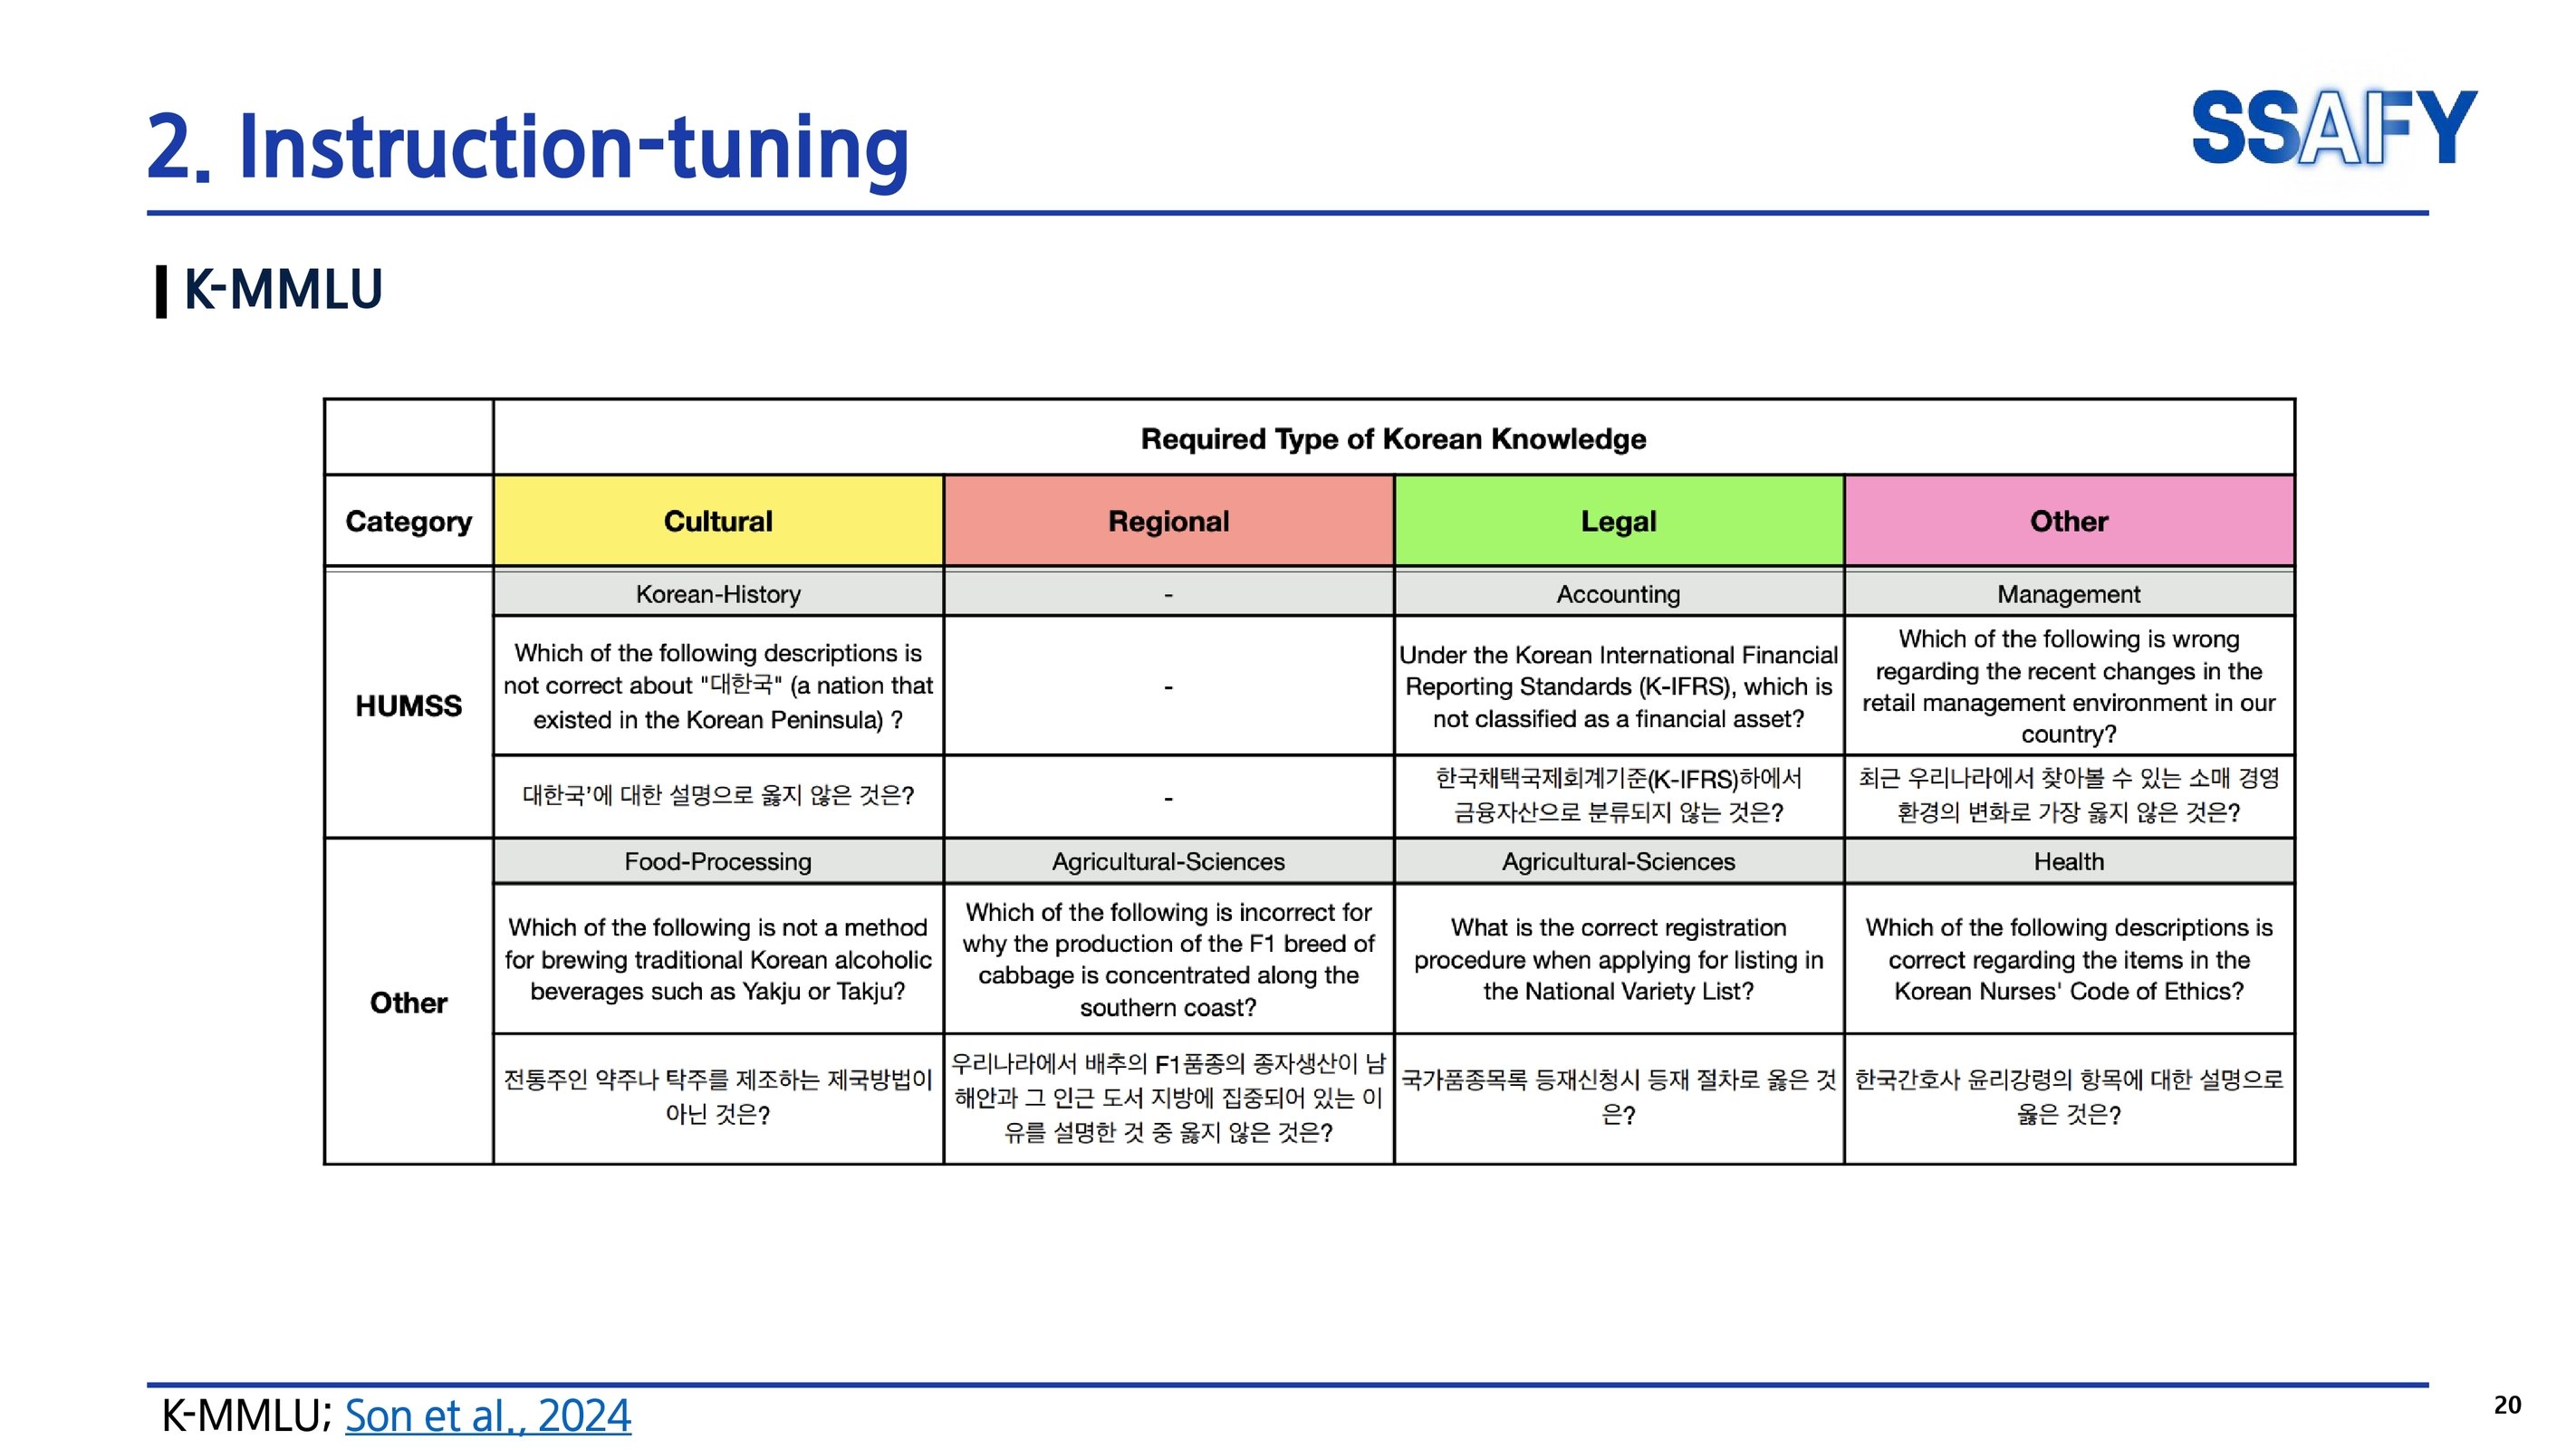 2. Instruction-tuning
SSAFY
K-MMLU
Required Type of Korean Knowledge
Category
Cultural
Regional
Legal
Other
HUMSS
Korean-History
-
Accounting
Management
Which of the following descriptions is
not correct about "대한국" (a nation that
existed in the Korean Peninsula) ?
-
Under the Korean International Financial
Reporting Standards (K-IFRS), which is
not classified as a financial asset?
Which of the following is wrong
regarding the recent changes in the
retail management environment in our
country?
대한국'에 대한 설명으로 옳지 않은 것은?
-
한국채택국제회계기준(K-IFRS)하에서
금융자산으로 분류되지 않는 것은?
최근 우리나라에서 찾아볼 수 있는 소매 경영
환경의 변화로 가장 옳지 않은 것은?
Other
Food-Processing
Agricultural-Sciences
Agricultural-Sciences
Health
Which of the following is not a method
for brewing traditional Korean alcoholic
beverages such as Yakju or Takju?
Which of the following is incorrect for
why the production of the F1 breed of
cabbage is concentrated along the
southern coast?
What is the correct registration
procedure when applying for listing in
the National Variety List?
Which of the following descriptions is
correct regarding the items in the
Korean Nurses' Code of Ethics?
전통주인 약주나 탁주를 제조하는 제국방법이
아닌 것은?
우리나라에서 배추의 F1품종의 종자생산이 남
해안과 그 인근 도서 지방에 집중되어 있는 이
유를 설명한 것 중 옳지 않은 것은?
국가품종목록 등재신청시 등재 절차로 옳은 것
은?
한국간호사 윤리강령의 항목에 대한 설명으로
옳은 것은?
K-MMLU; Son et al., 2024
20